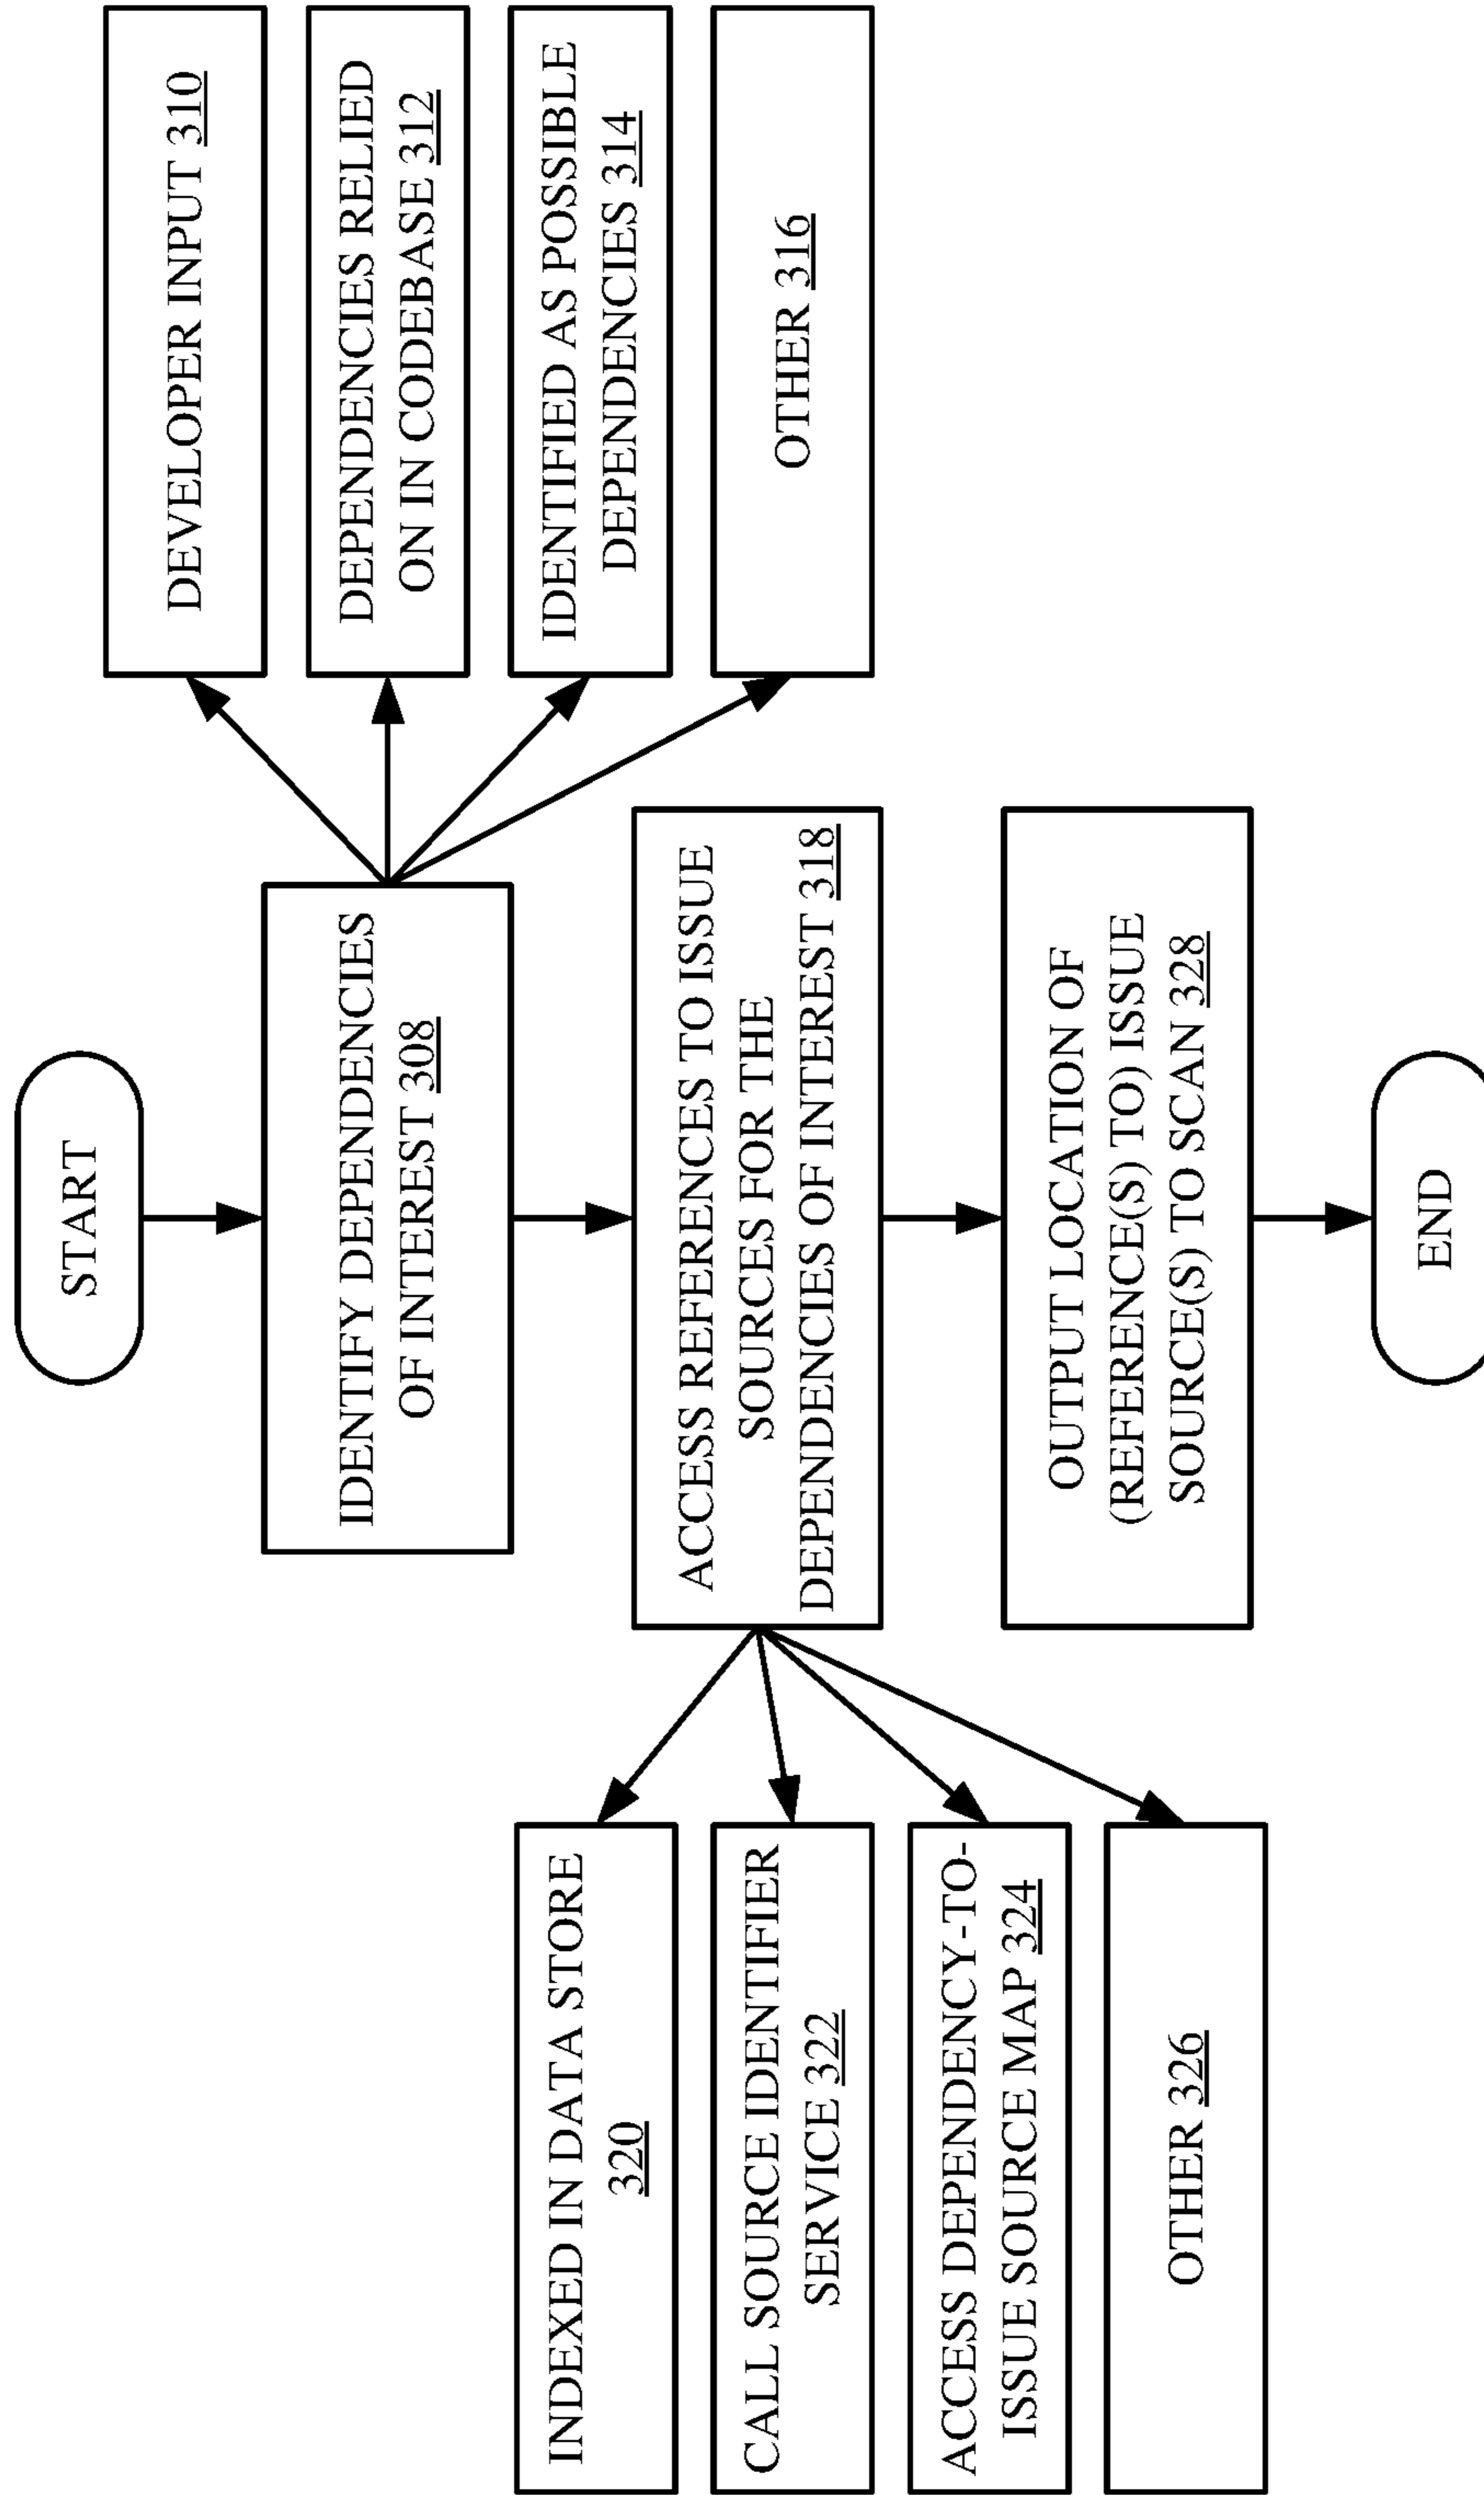 START
IDENTIFY DEPENDENCIES
OF INTEREST 308
DEVELOPER INPUT 310
DEPENDENCIES RELIED
ON IN CODEBASE 312
IDENTIFIED AS POSSIBLE
DEPENDENCIES 314
OTHER 316
ACCESS REFERENCES TO ISSUE
SOURCES FOR THE
DEPENDENCIES OF INTEREST 318
INDEXED IN DATA STORE
320
CALL SOURCE IDENTIFIER
SERVICE 322
ACCESS DEPENDENCY-TO-
ISSUE SOURCE MAP 324
OTHER 326
OUTPUT LOCATION OF
(REFERENCE(S) TO) ISSUE
SOURCE(S) TO SCAN 328
END